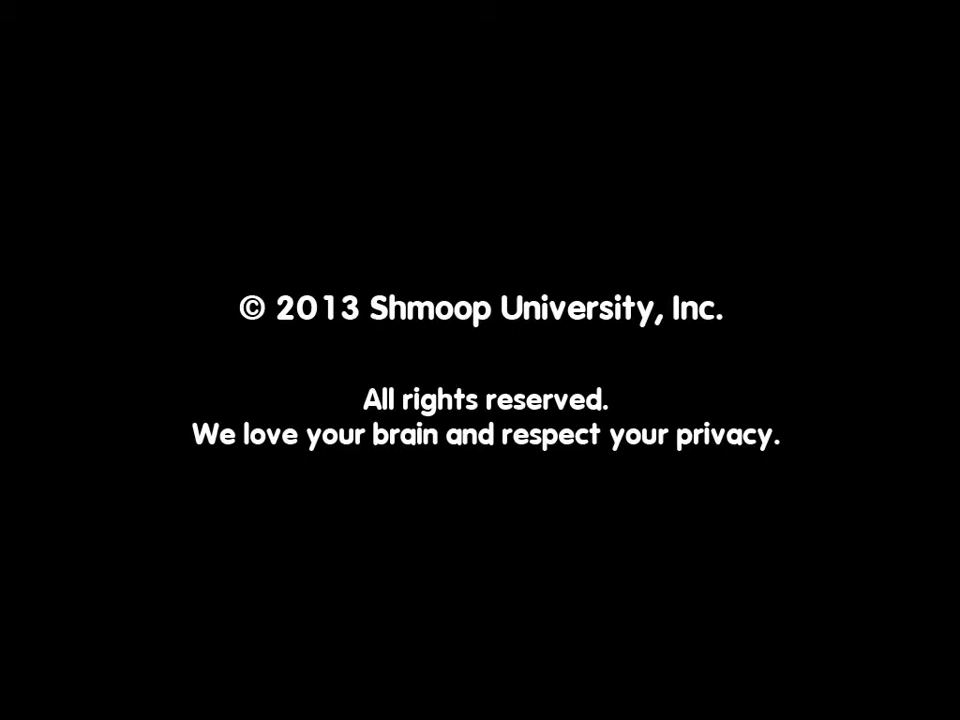 © 2013 Shmoop University, Inc.
All rights reserved.
We love your brain and respect your privacy.